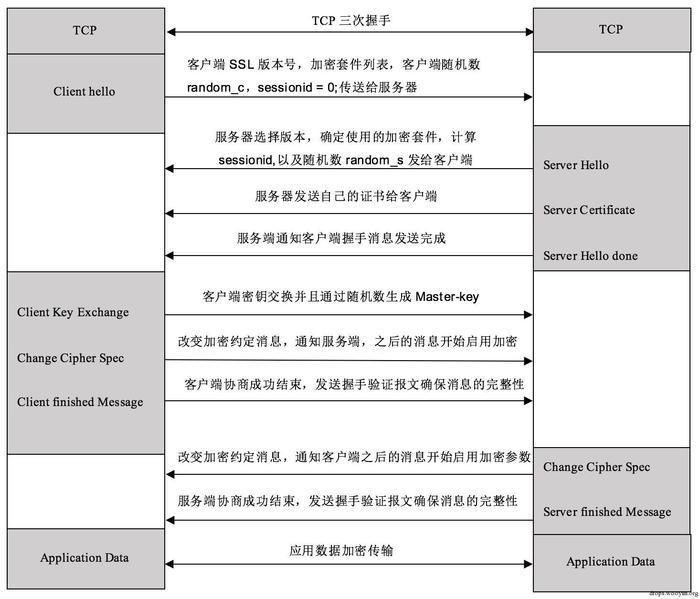 TCP
TCP 三次握手
TCP
Client hello
客户端 SSL 版本号，加密套件列表，客户端随机数
random_c，sessionid = 0;传送给服务器
服务器选择版本，确定使用的加密套件，计算
sessionid,以及随机数 random_s 发给客户端
Server Hello
服务器发送自己的证书给客户端
Server Certificate
服务端通知客户端握手消息发送完成
Server Hello done
Client Key Exchange
客户端密钥交换并且通过随机数生成 Master-key
Change Cipher Spec
改变加密约定消息，通知服务端，之后的消息开始启用加密
Client finished Message
客户端协商成功结束，发送握手验证报文确保消息的完整性
改变加密约定消息，通知客户端之后的消息开始启用加密参数
Change Cipher Spec
服务端协商成功结束，发送握手验证报文确保消息的完整性
Server finished Message
Application Data
应用数据加密传输
Application Data
drops.wooyun.org